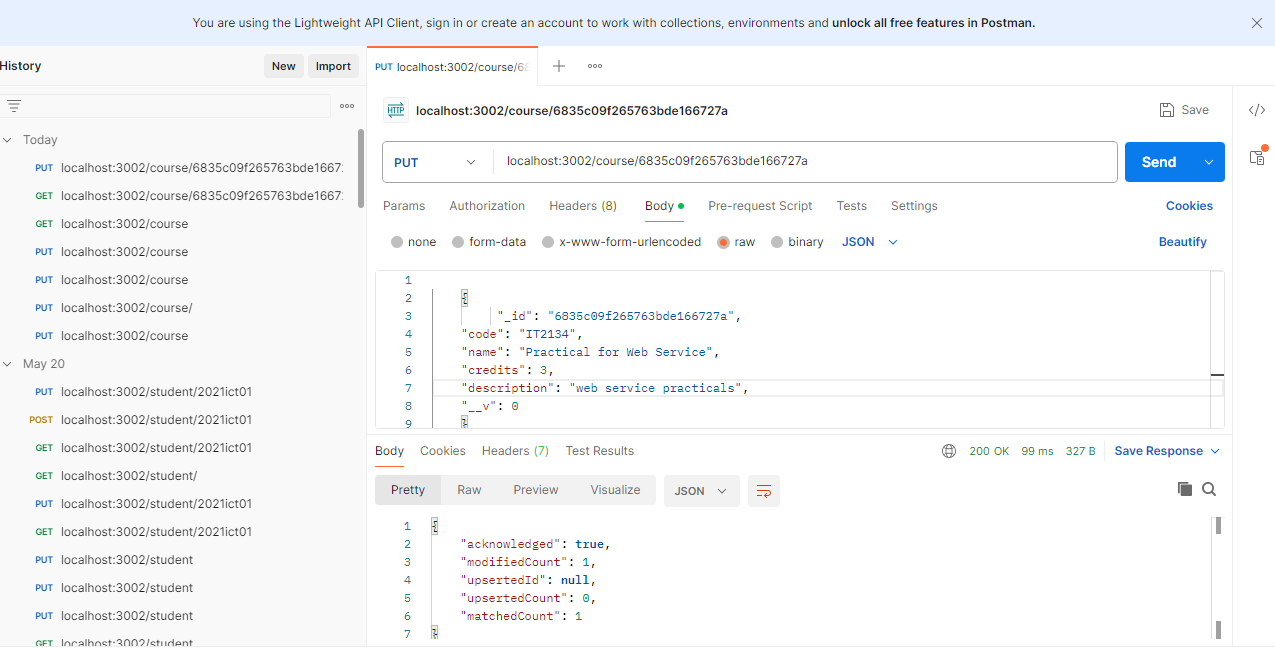 You are using the Lightweight API Client, sign in or create an account to work with collections, environments and unlock all free features in Postman.
History
New
Import
Today
PUT localhost:3002/course/6835c09f265763bde1667
GET localhost:3002/course/6835c09f265763bde1667
GET localhost:3002/course
PUT localhost:3002/course
PUT localhost:3002/course
PUT localhost:3002/course/
PUT localhost:3002/course
May 20
PUT localhost:3002/student/2021ict01
POST localhost:3002/student/2021ict01
GET localhost:3002/student/2021ict01
GET localhost:3002/student/
PUT localhost:3002/student/2021ict01
GET localhost:3002/student/2021ict01
PUT localhost:3002/student
PUT localhost:3002/student
PUT localhost:3002/student
GET localhost:3002/student
PUT localhost:3002/course/68
HTTP localhost:3002/course/6835c09f265763bde166727a
Save
</>
PUT localhost:3002/course/6835c09f265763bde166727a
Send
Params Authorization Headers (8) Body Pre-request Script Tests Settings Cookies
none form-data x-www-form-urlencoded raw binary JSON Beautify
1
2 {
3 "_id": "6835c09f265763bde166727a",
4 "code": "IT2134",
5 "name": "Practical for Web Service",
6 "credits": 3,
7 "description": "web service practicals",
8 "__v": 0
9 }
Body Cookies Headers (7) Test Results 200 OK 99 ms 327 B Save Response
Pretty Raw Preview Visualize JSON
1 {
2 "acknowledged": true,
3 "modifiedCount": 1,
4 "upsertedId": null,
5 "upsertedCount": 0,
6 "matchedCount": 1
7 }